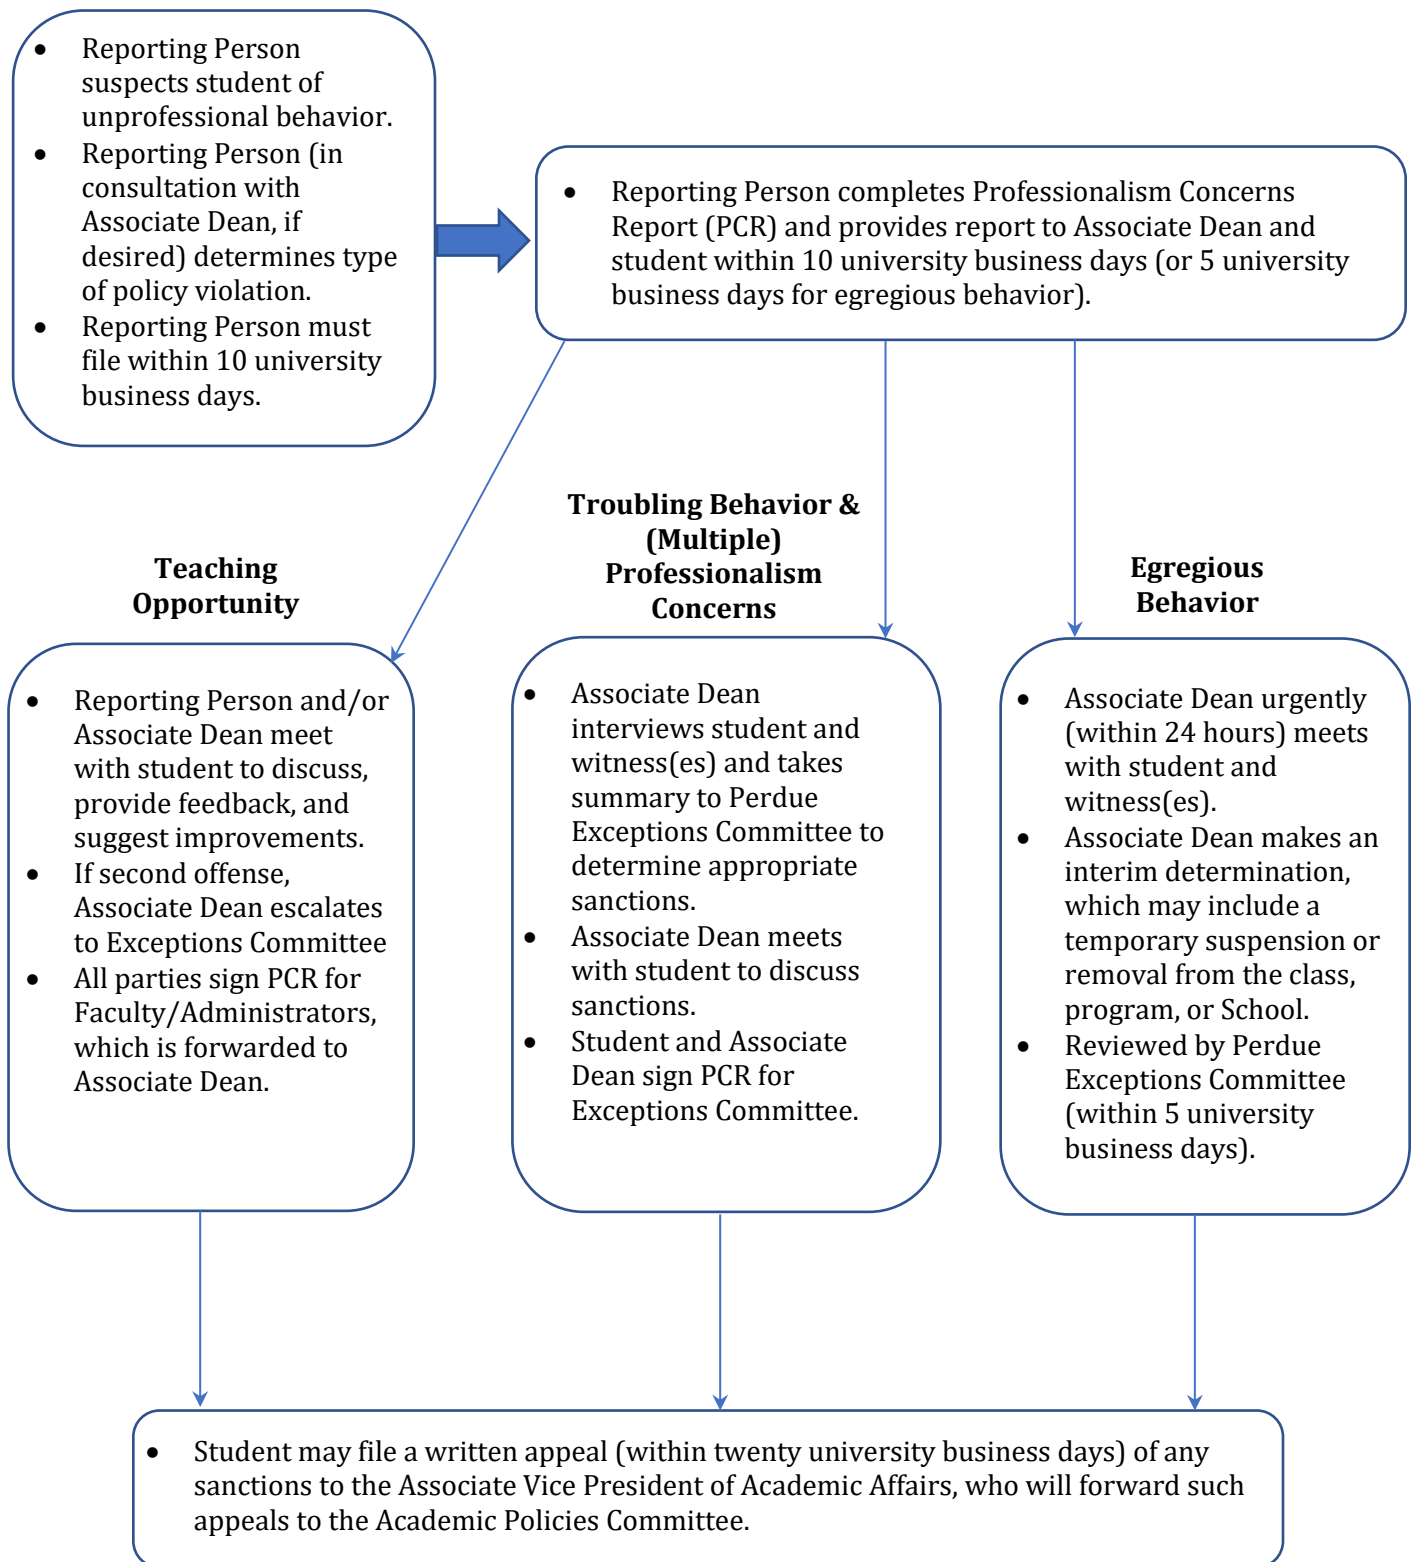 • Reporting Person
suspects student of
unprofessional behavior.
• Reporting Person (in
consultation with
Associate Dean, if
desired) determines type
of policy violation.
• Reporting Person must
file within 10 university
business days.
• Reporting Person completes Professionalism Concerns
Report (PCR) and provides report to Associate Dean and
student within 10 university business days (or 5 university
business days for egregious behavior).
Teaching
Opportunity
• Reporting Person and/or
Associate Dean meet
with student to discuss,
provide feedback, and
suggest improvements.
• If second offense,
Associate Dean escalates
to Exceptions Committee
• All parties sign PCR for
Faculty/Administrators,
which is forwarded to
Associate Dean.
Troubling Behavior &
(Multiple)
Professionalism
Concerns
• Associate Dean
interviews student and
witness(es) and takes
summary to Perdue
Exceptions Committee to
determine appropriate
sanctions.
• Associate Dean meets
with student to discuss
sanctions.
• Student and Associate
Dean sign PCR for
Exceptions Committee.
Egregious
Behavior
• Associate Dean urgently
(within 24 hours) meets
with student and
witness(es).
• Associate Dean makes an
interim determination,
which may include a
temporary suspension or
removal from the class,
program, or School.
• Reviewed by Perdue
Exceptions Committee
(within 5 university
business days).
• Student may file a written appeal (within twenty university business days) of any
sanctions to the Associate Vice President of Academic Affairs, who will forward such
appeals to the Academic Policies Committee.